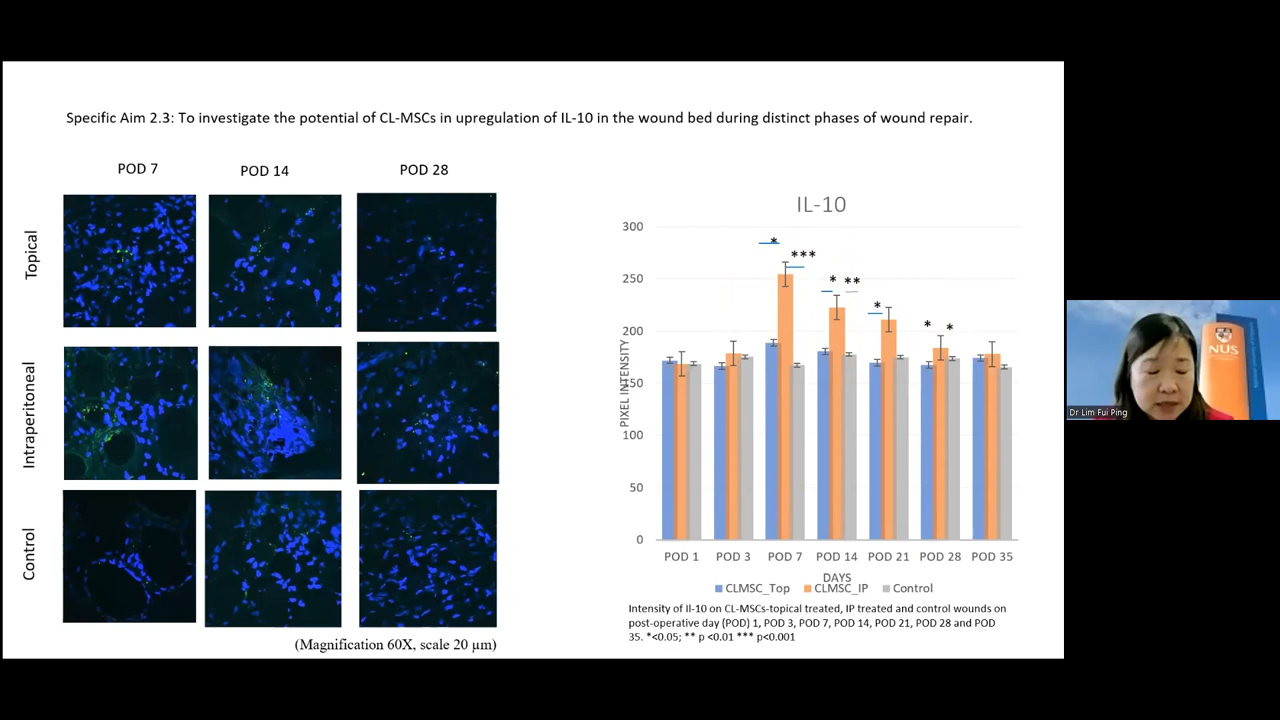 Specific Aim 2.3: To investigate the potential of CL-MSCs in upregulation of IL-10 in the wound bed during distinct phases of wound repair.
POD 7
POD 14
POD 28
Topical
Intraperitoneal
Control
(Magnification 60X, scale 20 µm)
IL-10
PIXEL INTENSITY
300
250
200
150
100
50
0
*
***
*
**
*
*
*
POD 1
POD 3
POD 7
POD 14
POD 21
POD 28
POD 35
DAYS
CLMSC_Top
CLMSC_IP
Control
Intensity of Il-10 on CL-MSCs-topical treated, IP treated and control wounds on
post-operative day (POD) 1, POD 3, POD 7, POD 14, POD 21, POD 28 and POD
35. *<0.05; ** p <0.01 *** p<0.001
NUS
Dr Lim Fui Ping